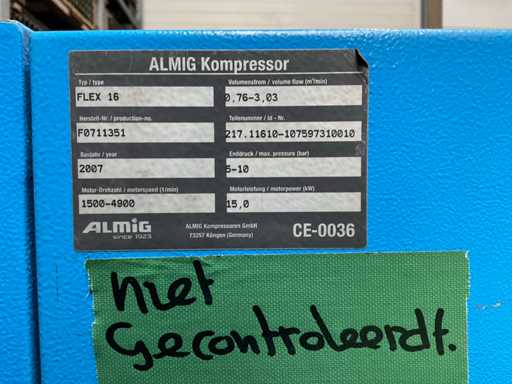 ALMIG Kompressor
Typ / type
Volumenstrom / volume flow (m³/min)
FLEX 16
0,76-3,03
Herstell-Nr / production-no.
Teilenummer / Id - Nr.
F0711351
217.11610-107597310010
Baujahr / year
Enddruck / max. pressure (bar)
2007
5-10
Motor-Drehzahl / motorspeed (1/min)
Motorleistung / motorpower (kW)
1500-4900
15,0
ALMiG
since 1923
ALMIG Kompressoren GmbH
73257 Köngen (Germany)
CE-0036
niet
Gecontroleerdt.